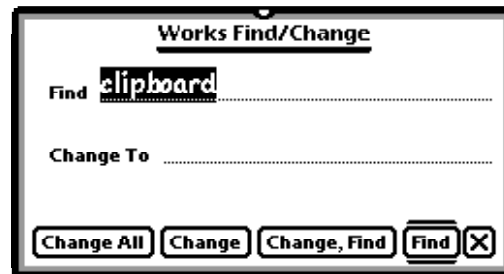 Works Find/Change
Find clipboard
Change To
Change All Change Change, Find Find X